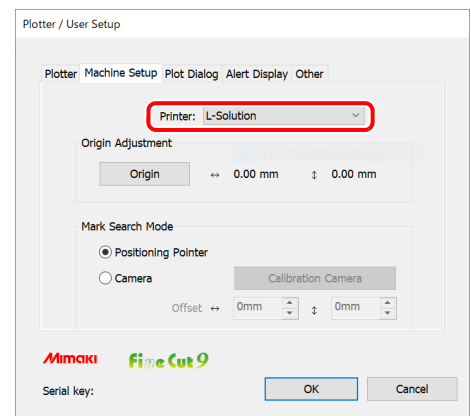 Plotter / User Setup
Plotter Machine Setup Plot Dialog Alert Display Other
Printer: L-Solution
Origin Adjustment
Origin ↔ 0.00 mm ↕ 0.00 mm
Mark Search Mode
Positioning Pointer
Camera Calibration Camera
Offset ↔ 0mm ↕ 0mm
Mimaki Fine Cut 9
Serial key: OK Cancel